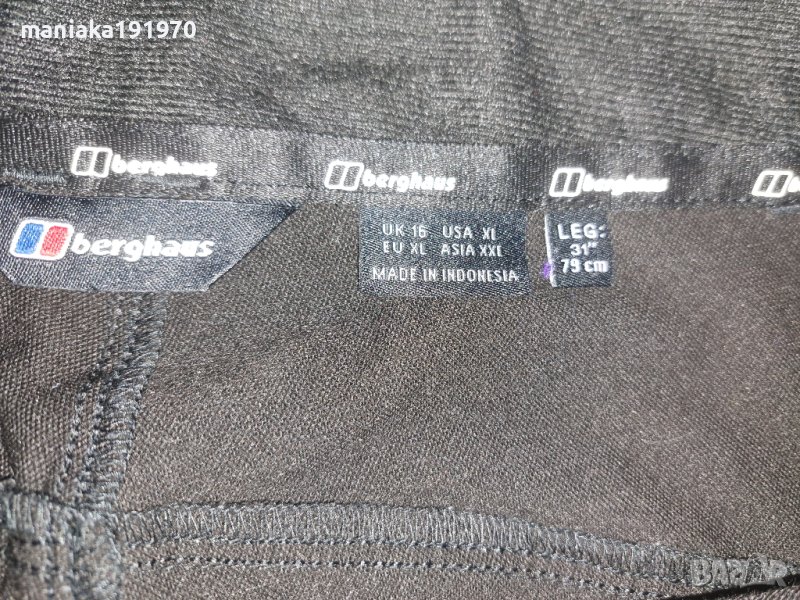 maniaka191970
berghaus berghaus berghaus b
berghaus
UK 16 USA XL
EU XL ASIA XXL
MADE IN INDONESIA
LEG:
31"
79 cm
BAZAR